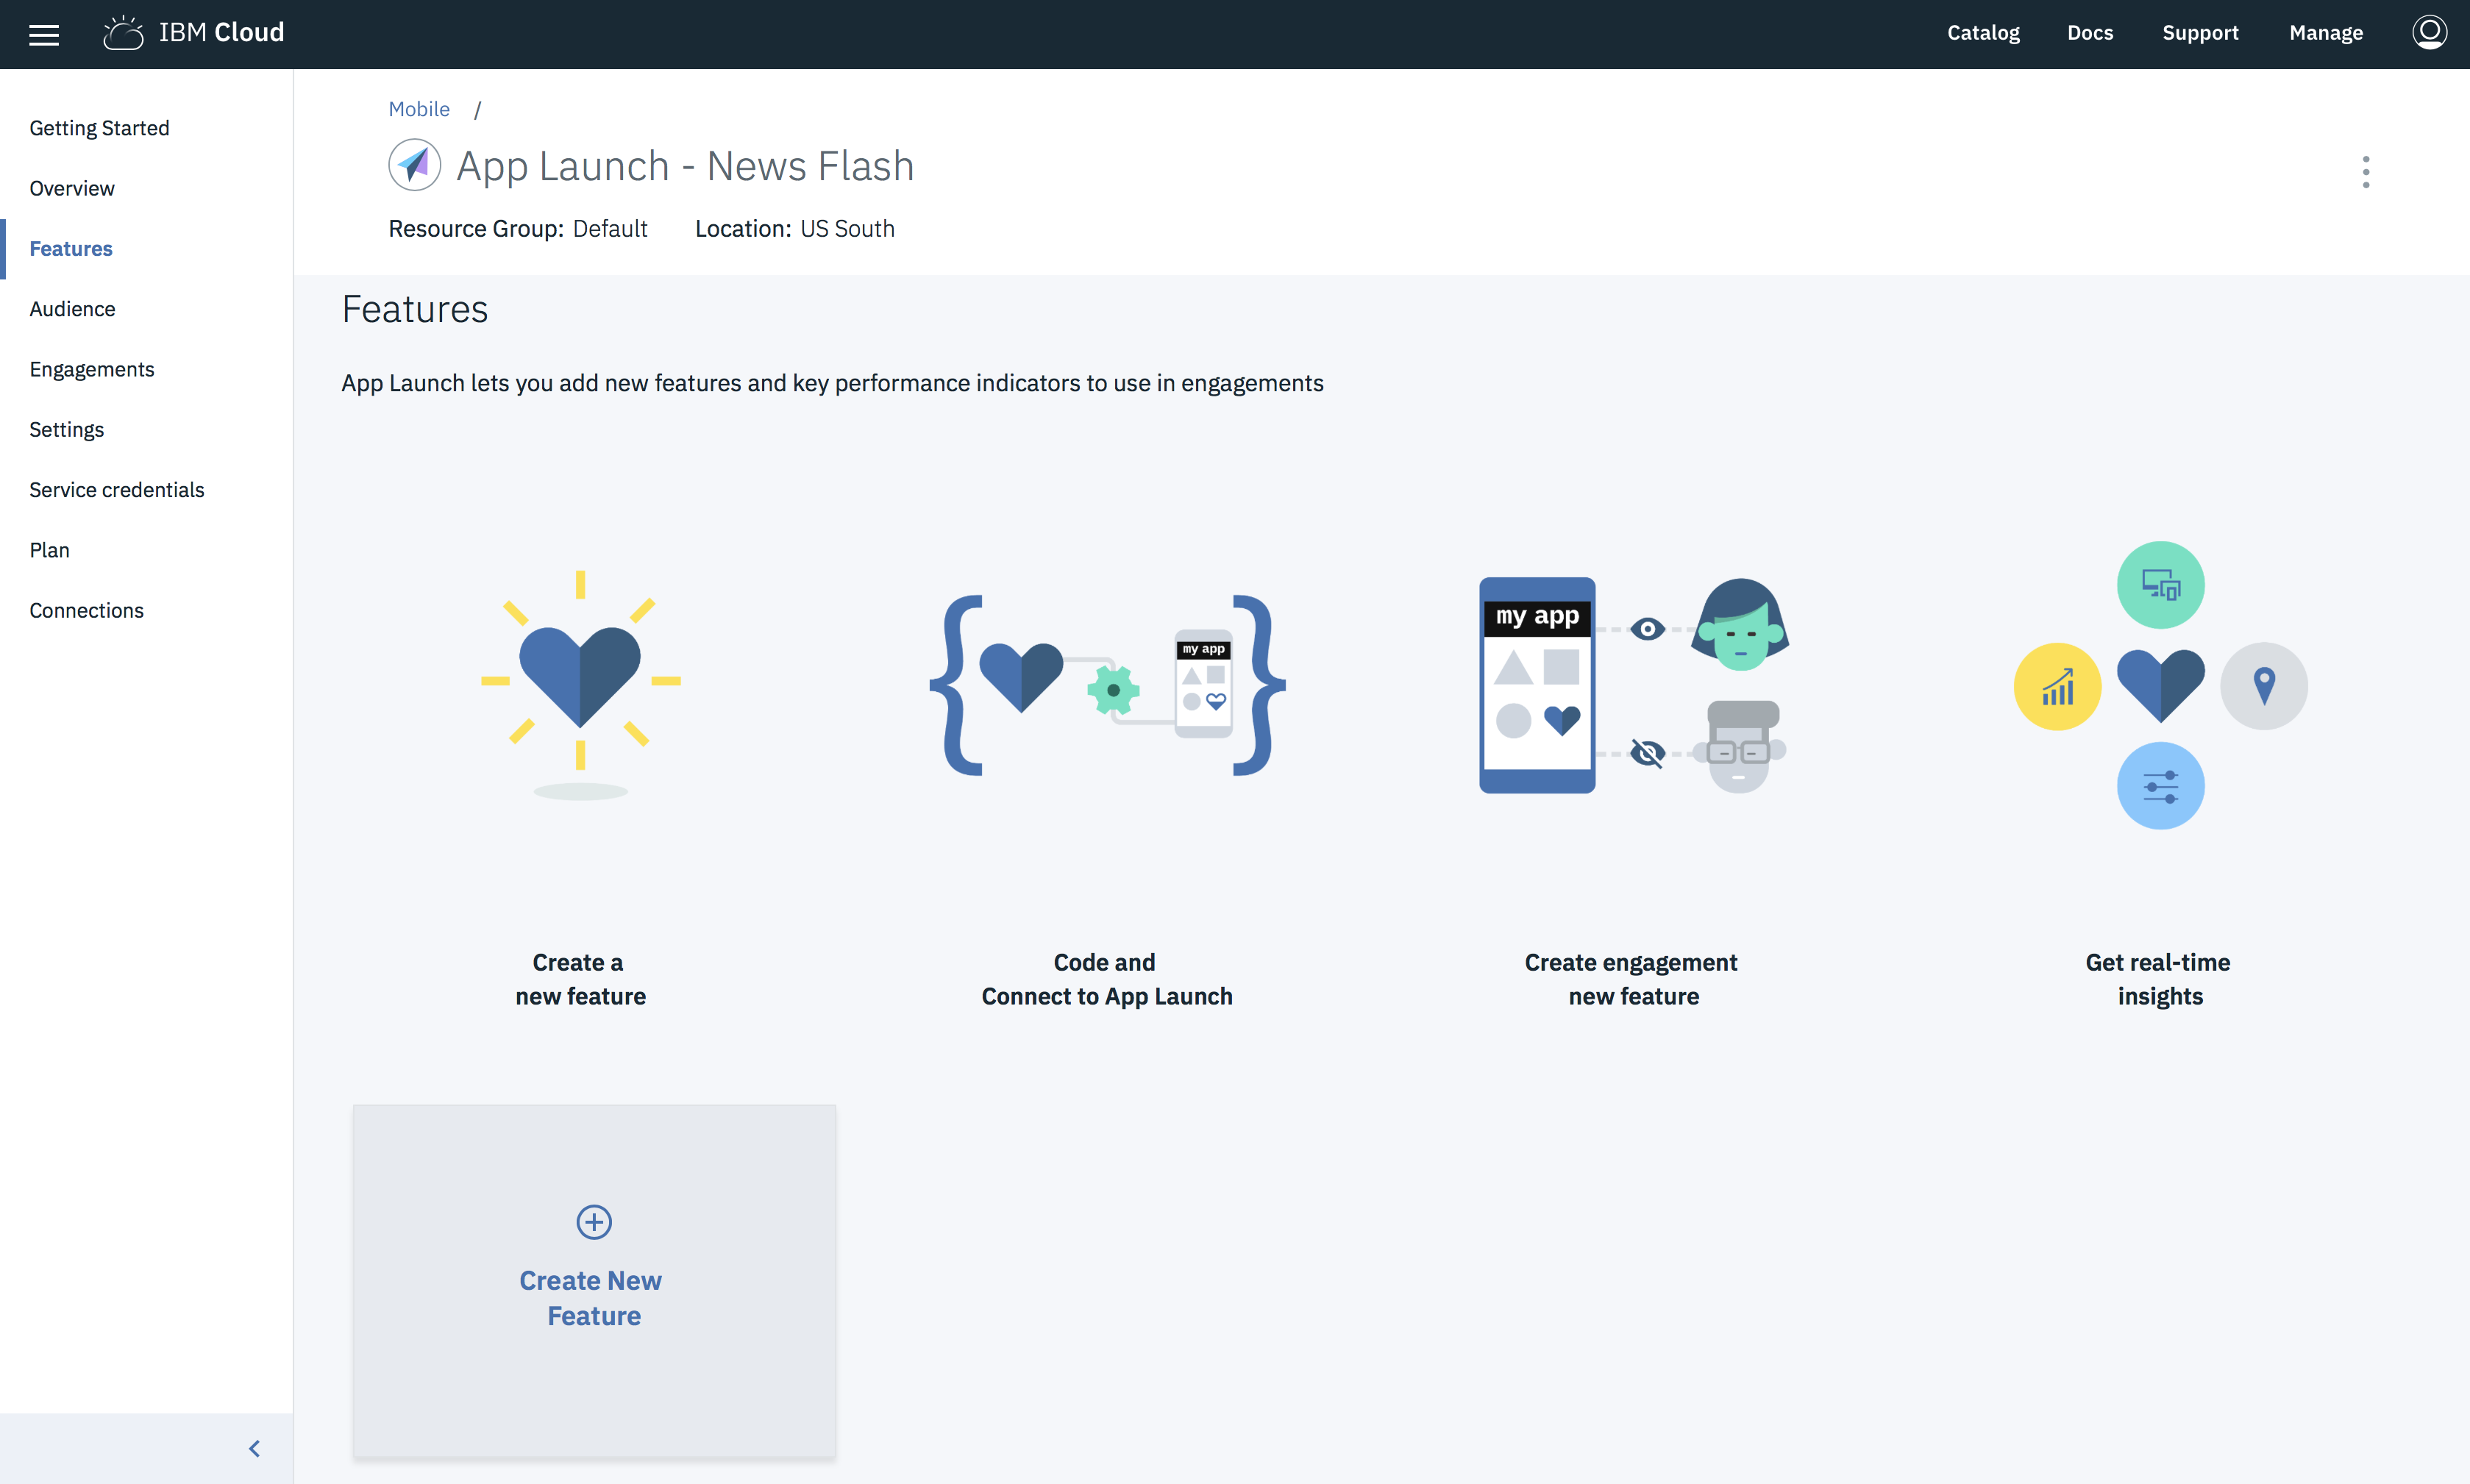 IBM Cloud
Catalog
Docs
Support
Manage
Getting Started
Overview
Features
Audience
Engagements
Settings
Service credentials
Plan
Connections
Mobile /
App Launch - News Flash
Resource Group: Default
Location: US South
Features
App Launch lets you add new features and key performance indicators to use in engagements
my app
my app
Create a
new feature
Code and
Connect to App Launch
Create engagement
new feature
Get real-time
insights
Create New
Feature